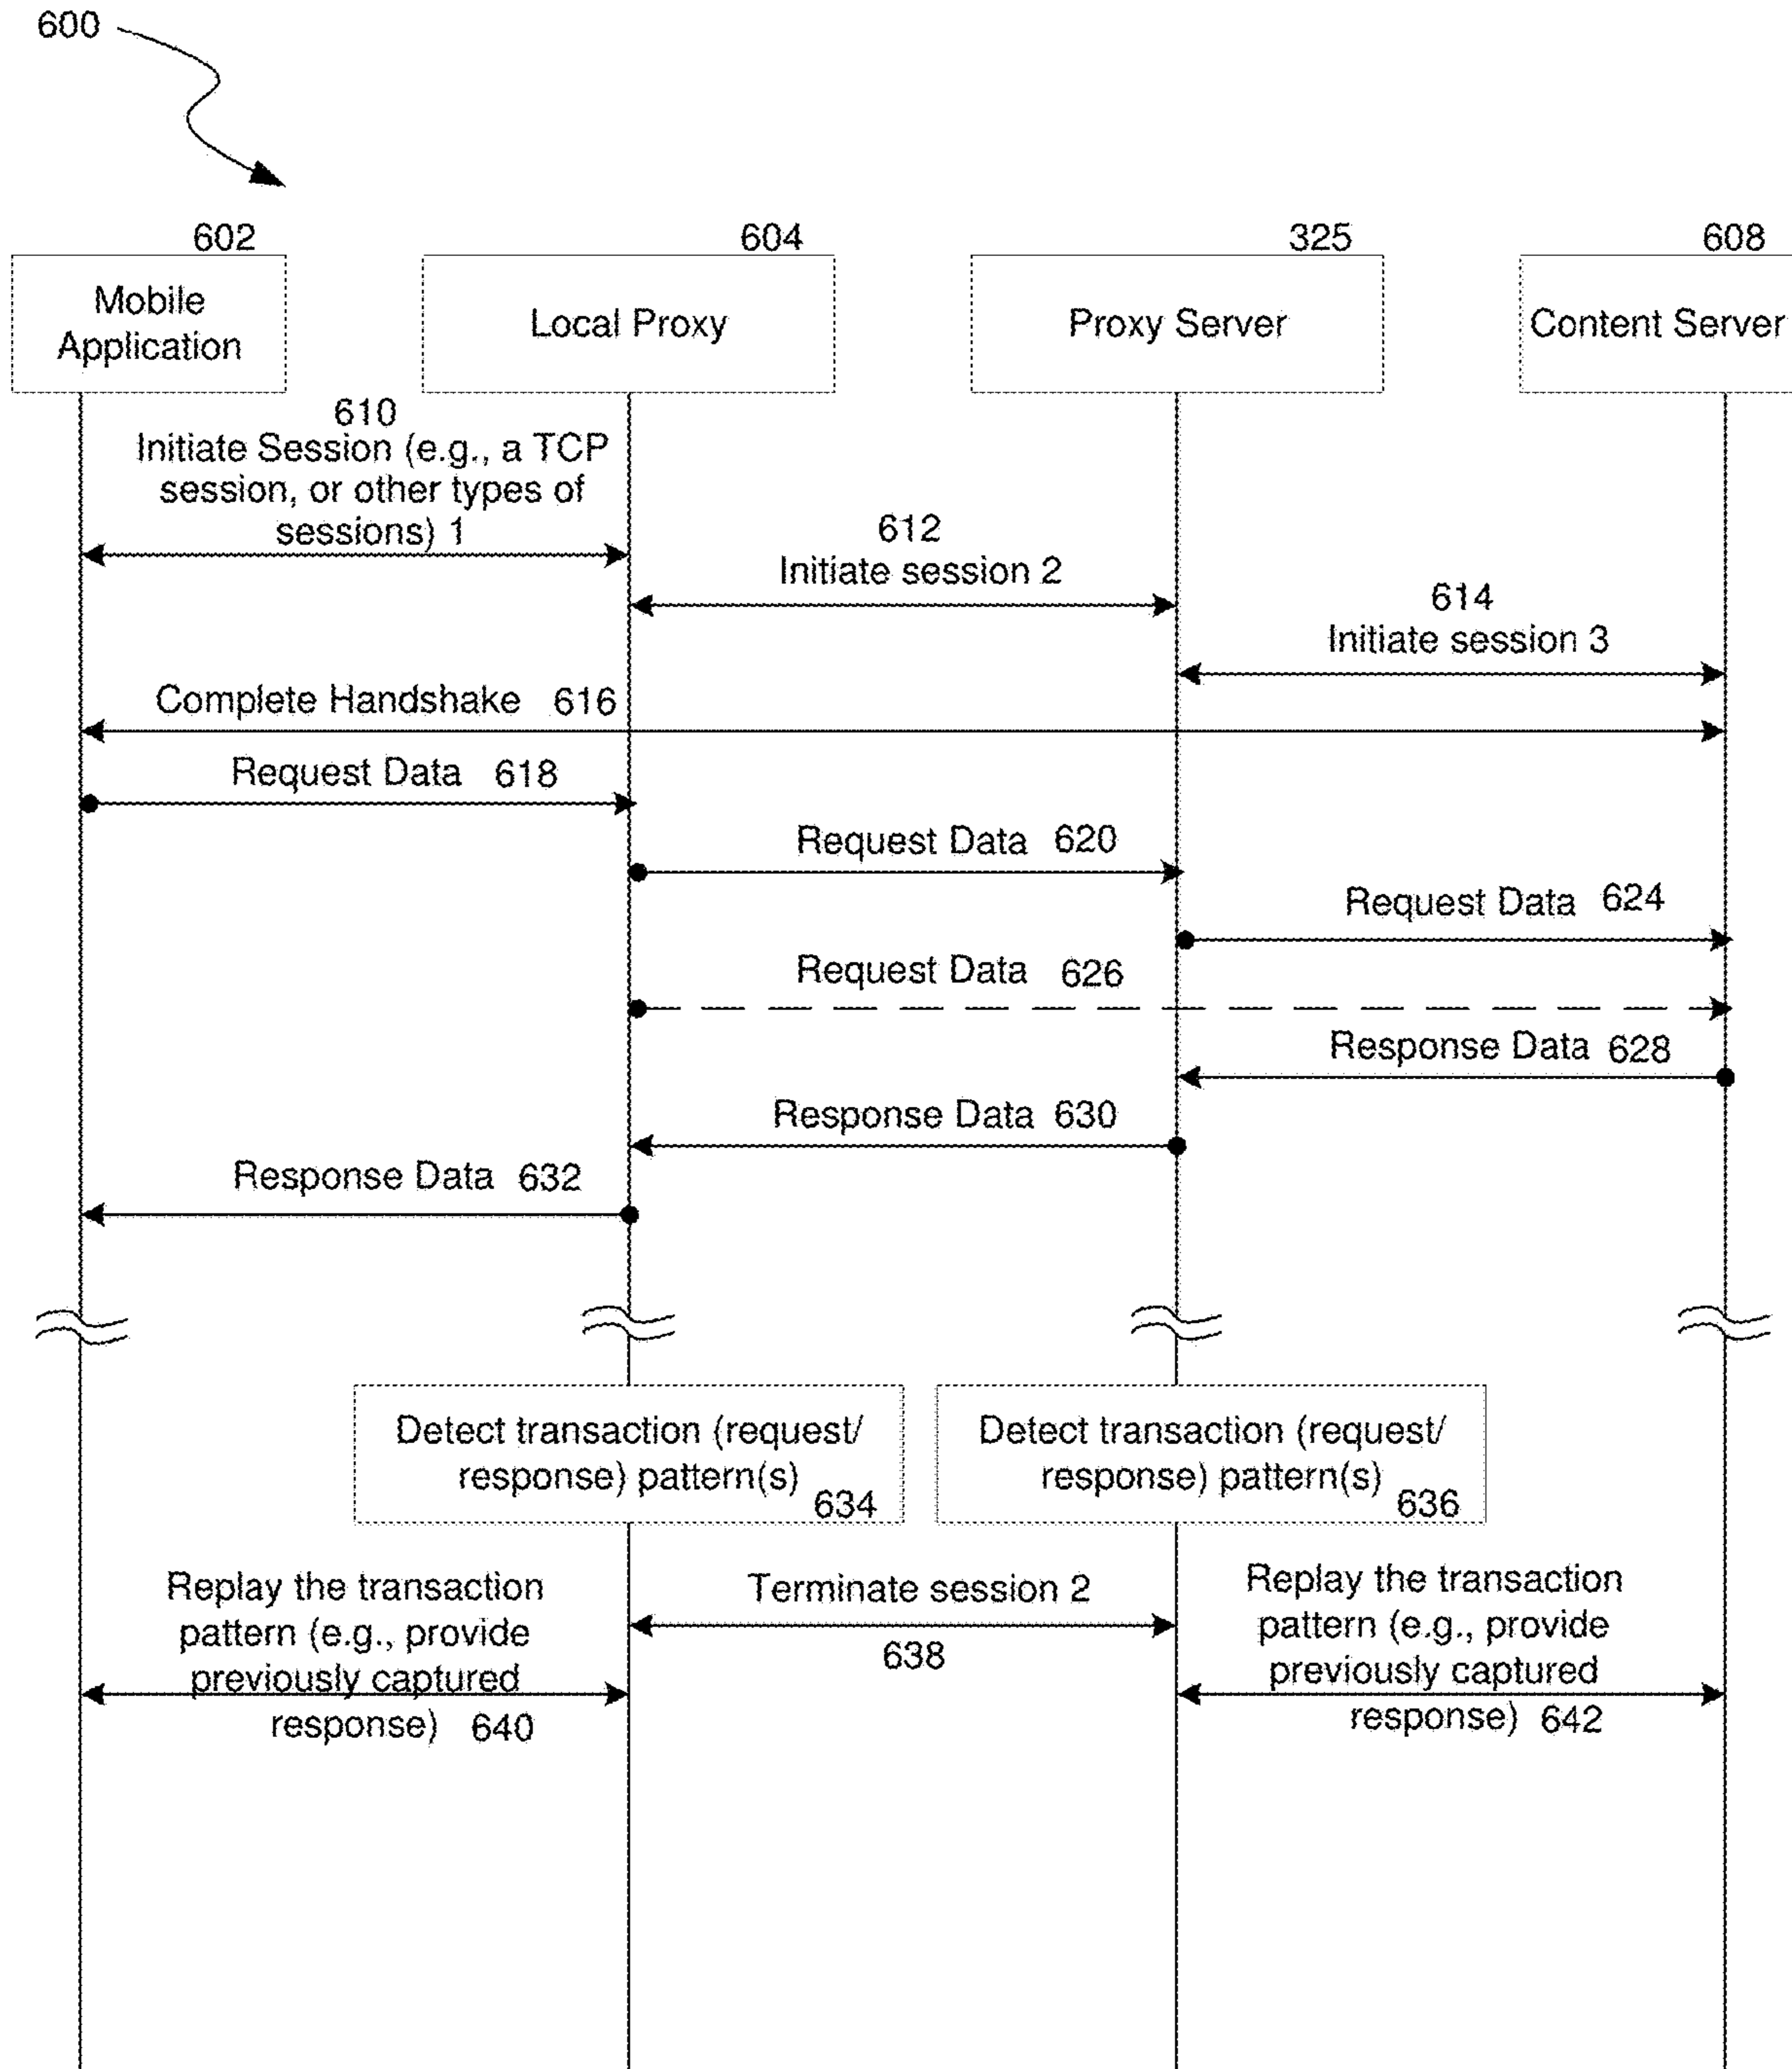 600
602
604
325
608
Mobile
Application
Local Proxy
Proxy Server
Content Server
610
Initiate Session (e.g., a TCP
session, or other types of
sessions) 1
612
Initiate session 2
614
Initiate session 3
Complete Handshake 616
Request Data 618
Request Data 620
Request Data 624
Request Data 626
Response Data 628
Response Data 630
Response Data 632
Detect transaction (request/
response) pattern(s)
634
Detect transaction (request/
response) pattern(s)
636
Replay the transaction
pattern (e.g., provide
previously captured
response) 640
Terminate session 2
638
Replay the transaction
pattern (e.g., provide
previously captured
response) 642